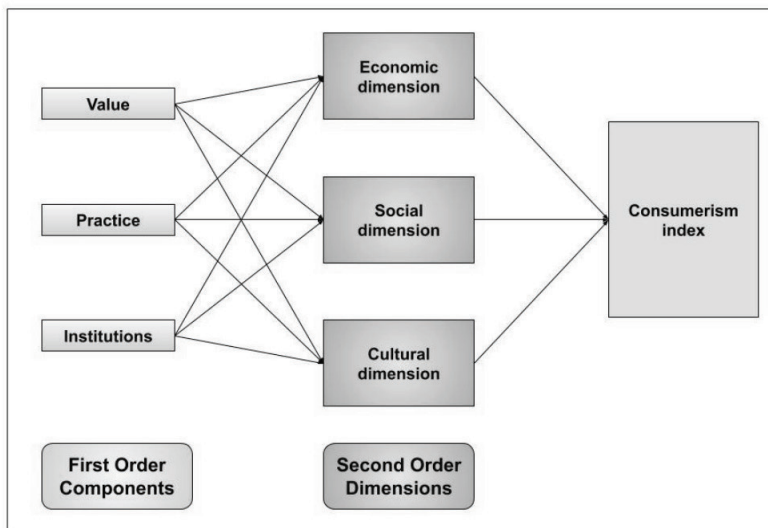 Value
Practice
Institutions
Economic
dimension
Social
dimension
Cultural
dimension
Consumerism
index
First Order
Components
Second Order
Dimensions